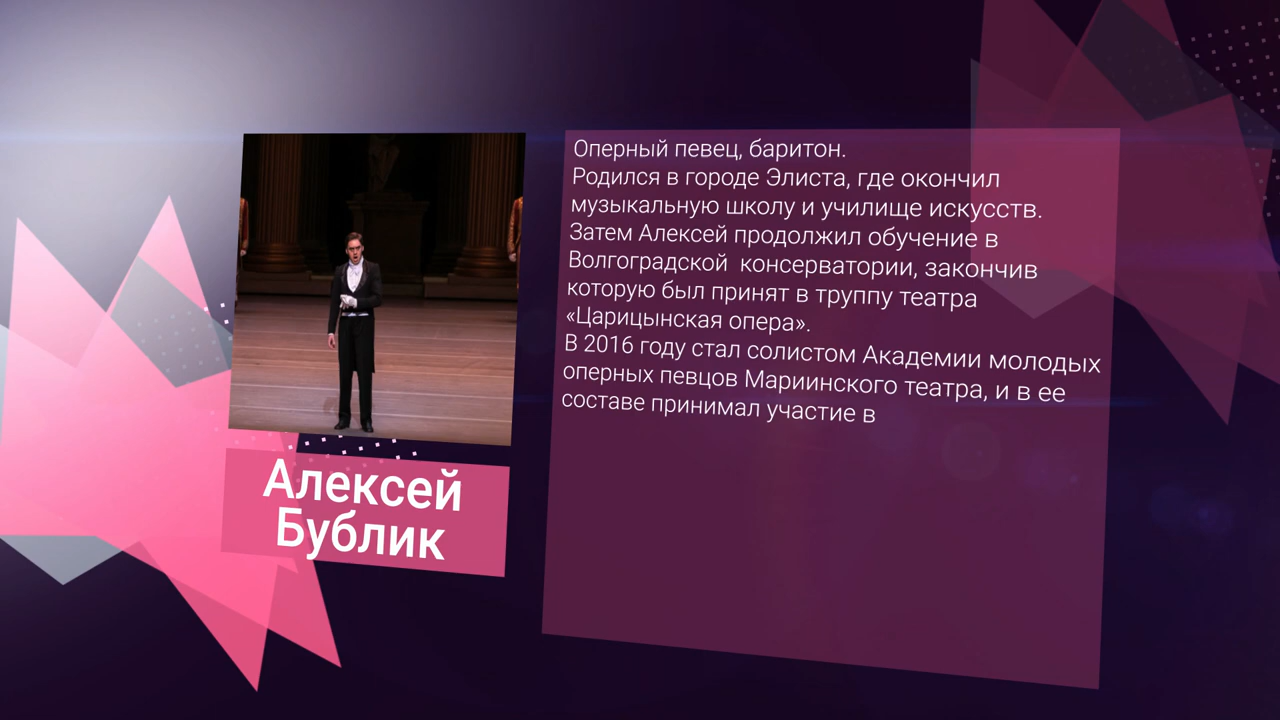 Оперный певец, баритон.
Родился в городе Элиста, где окончил
музыкальную школу и училище искусств.
Затем Алексей продолжил обучение в
Волгоградской  консерватории, закончив
которую был принят в труппу театра
«Царицынская опера».
В 2016 году стал солистом Академии молодых
оперных певцов Мариинского театра, и в ее
составе принимал участие в
Алексей
Бублик